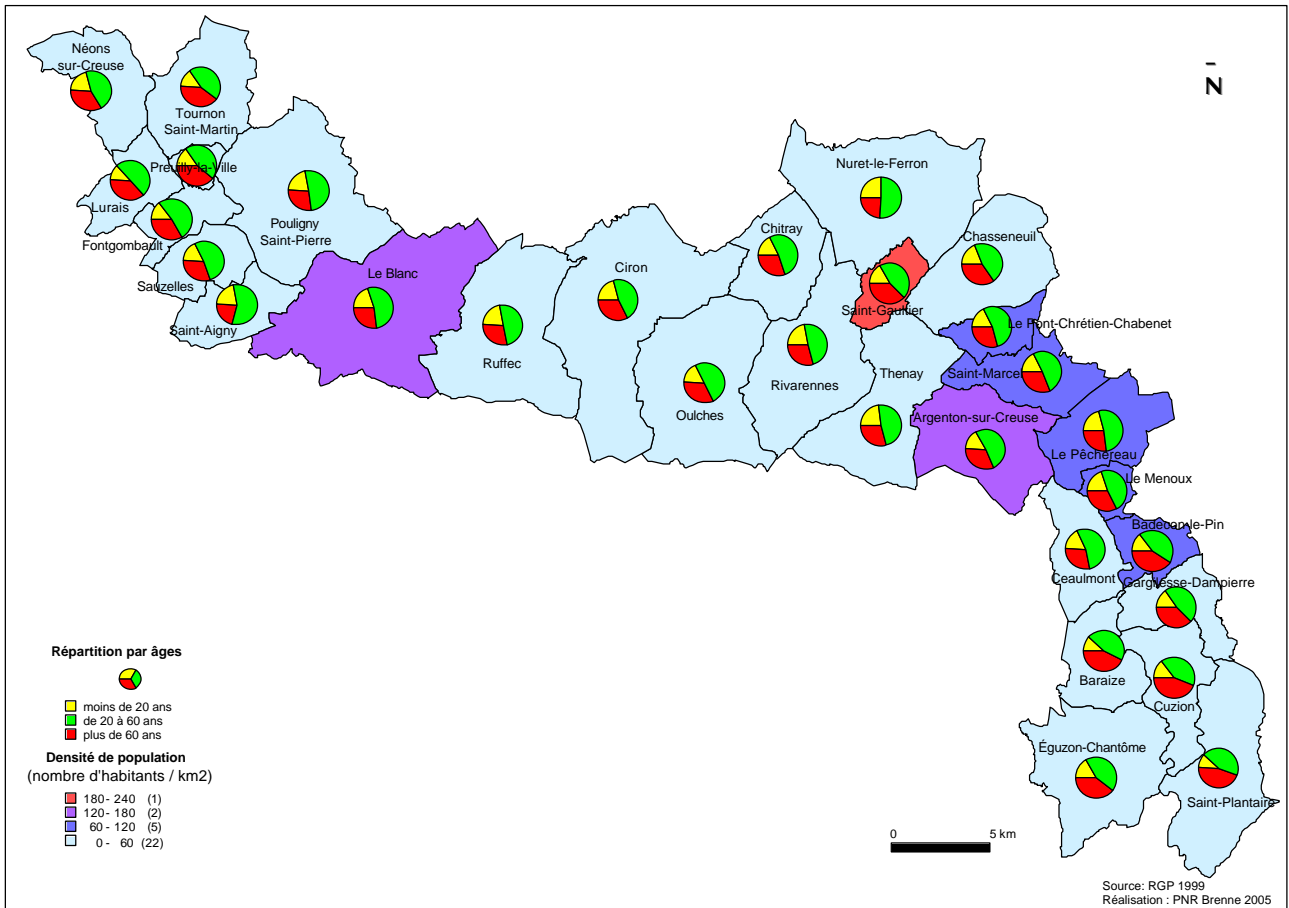 Néons
sur-Creuse
Tournon
Saint-Martin
Preuilly-la-Ville
Lurais
Pouligny
Saint-Pierre
Fontgombault
Sauzelles
Saint-Aigny
Le Blanc
Ruffec
Ciron
Chitray
Nuret-le-Ferron
Chasseneuil
Saint-Gaultier
Le Pont-Chrétien-Chabenet
Oulches
Rivarennes
Thenay
Saint-Marcel
Argenton-sur-Creuse
Le Pêchereau
Le Menoux
Badecon-le-Pin
Ceaulmont
Gargilesse-Dampierre
Baraize
Cuzion
Éguzon-Chantôme
Saint-Plantaire
N
Répartition par âges
moins de 20 ans
de 20 à 60 ans
plus de 60 ans
Densité de population
(nombre d'habitants / km2)
180 - 240 (1)
120 - 180 (2)
60 - 120 (5)
0 - 60 (22)
0 5 km
Source: RGP 1999
Réalisation : PNR Brenne 2005